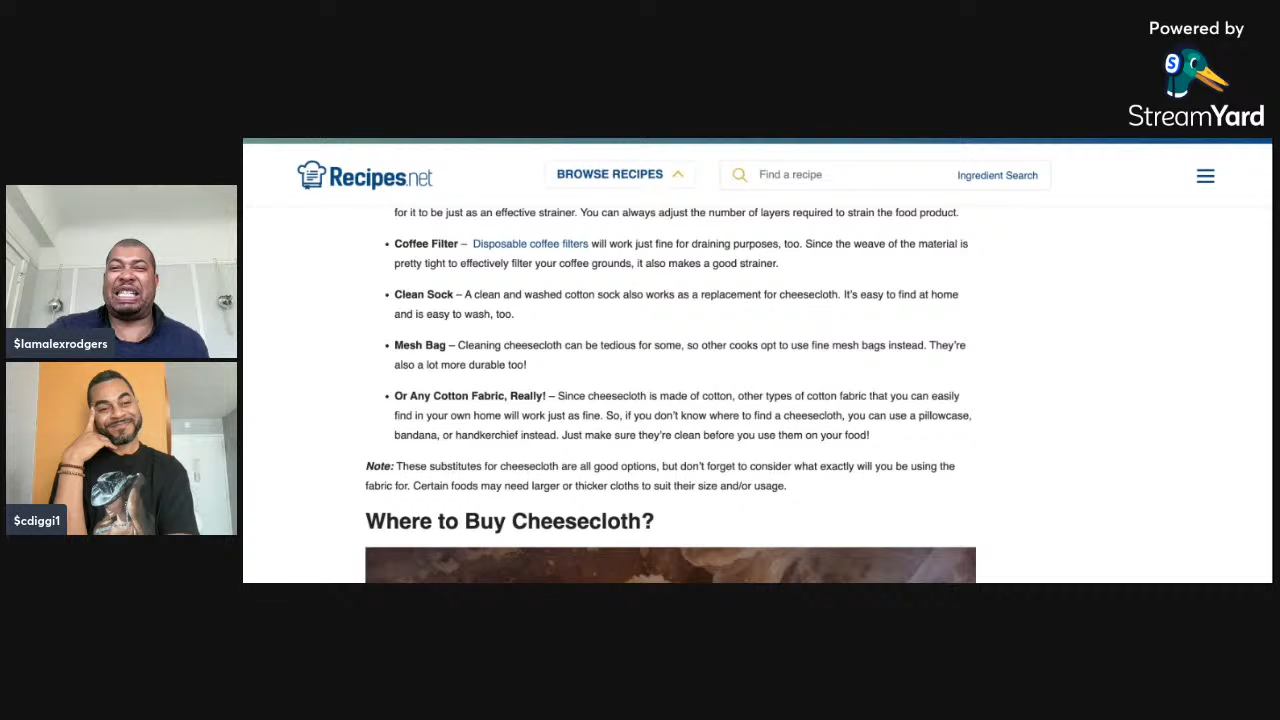 Powered by
StreamYard
Recipes.net
BROWSE RECIPES
Find a recipe
Ingredient Search
for it to be just as an effective strainer. You can always adjust the number of layers required to strain the food product.
• Coffee Filter – Disposable coffee filters will work just fine for draining purposes, too. Since the weave of the material is
pretty tight to effectively filter your coffee grounds, it also makes a good strainer.
• Clean Sock – A clean and washed cotton sock also works as a replacement for cheesecloth. It's easy to find at home
and is easy to wash, too.
• Mesh Bag – Cleaning cheesecloth can be tedious for some, so other cooks opt to use fine mesh bags instead. They're
also a lot more durable too!
• Or Any Cotton Fabric, Really! – Since cheesecloth is made of cotton, other types of cotton fabric that you can easily
find in your own home will work just as fine. So, if you don't know where to find a cheesecloth, you can use a pillowcase,
bandana, or handkerchief instead. Just make sure they're clean before you use them on your food!
Note: These substitutes for cheesecloth are all good options, but don't forget to consider what exactly will you be using the
fabric for. Certain foods may need larger or thicker cloths to suit their size and/or usage.
Where to Buy Cheesecloth?
$Iamalexrodgers
$cdiggi1